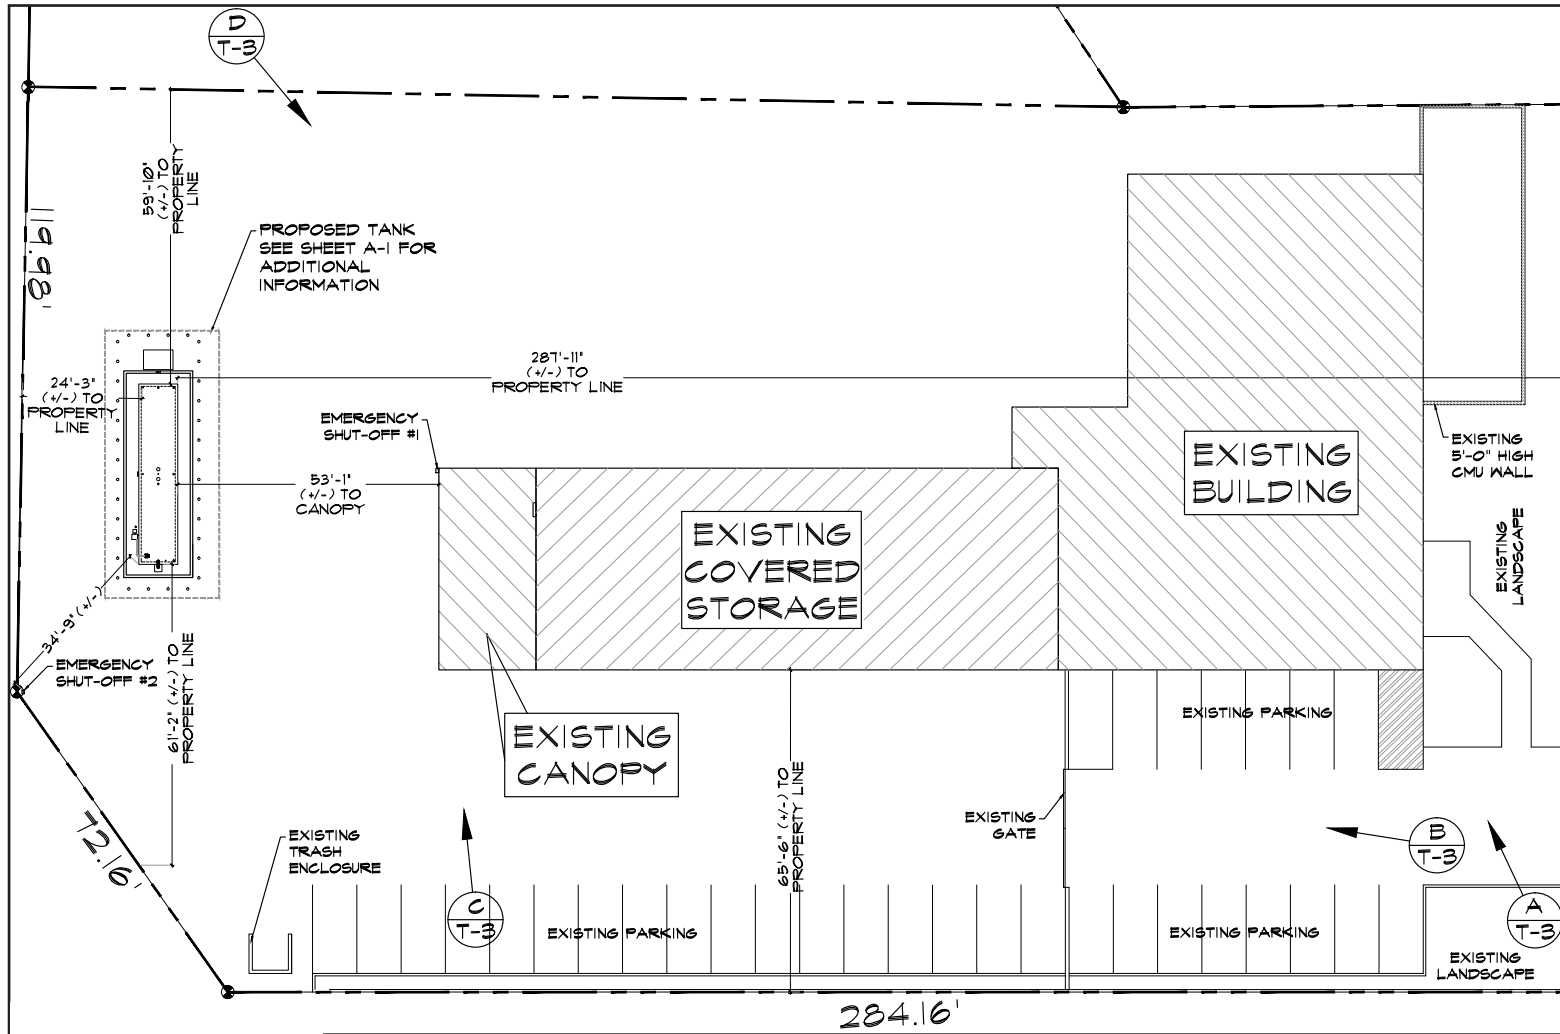 D
T-3
59'-10"
(+/-) TO
PROPERTY
LINE
119.98'
PROPOSED TANK
SEE SHEET A-1 FOR
ADDITIONAL
INFORMATION
24'-3"
(+/-) TO
PROPERTY
LINE
287'-11"
(+/-) TO
PROPERTY LINE
EMERGENCY
SHUT-OFF #1
53'-1"
(+/-) TO
CANOPY
EXISTING
BUILDING
EXISTING
5'-0" HIGH
CMU WALL
EXISTING
COVERED
STORAGE
EXISTING
LANDSCAPE
34'-9" (+/-)
EMERGENCY
SHUT-OFF #2
61'-2" (+/-) TO
PROPERTY LINE
EXISTING
CANOPY
EXISTING PARKING
65'-6" (+/-) TO
PROPERTY LINE
EXISTING
GATE
B
T-3
72.16'
EXISTING
TRASH
ENCLOSURE
C
T-3
EXISTING PARKING
EXISTING PARKING
A
T-3
EXISTING
LANDSCAPE
284.16'